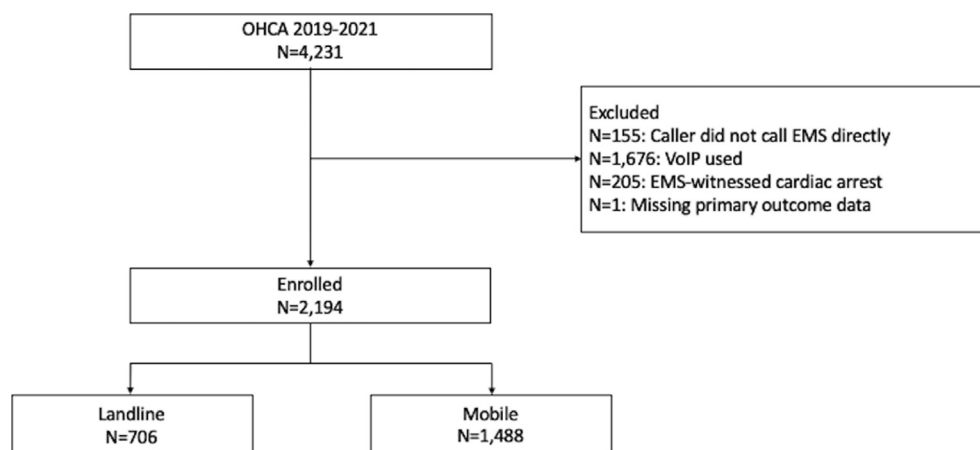 OHCA 2019-2021
N=4,231
Excluded
N=155: Caller did not call EMS directly
N=1,676: VoIP used
N=205: EMS-witnessed cardiac arrest
N=1: Missing primary outcome data
Enrolled
N=2,194
Landline
N=706
Mobile
N=1,488